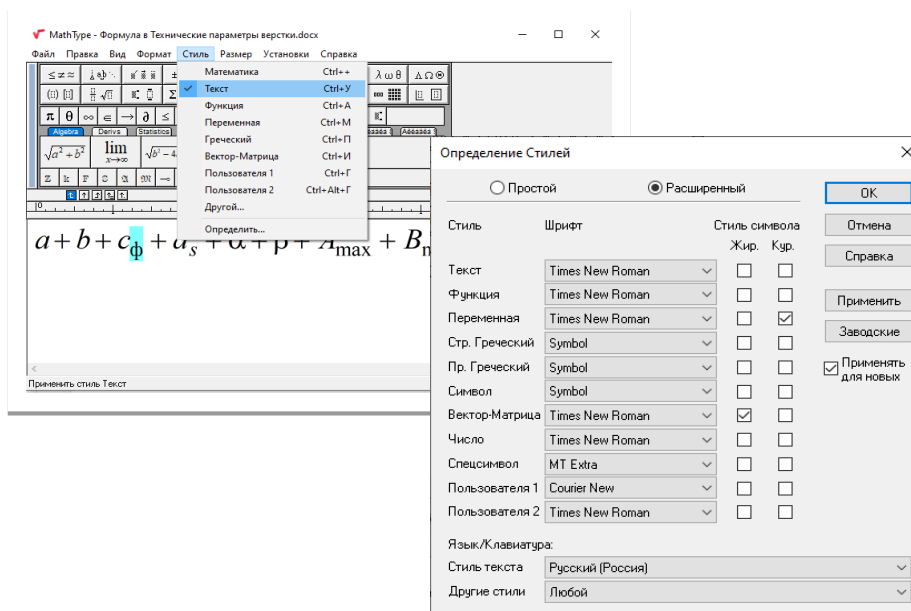 MathType - Формула в Технические параметры верстки.docx
Файл Правка Вид Формат Стиль Размер Установки Справка
Математика Ctrl++
Текст Ctrl+У
Функция Ctrl+A
Переменная Ctrl+M
Греческий Ctrl+П
Вектор-Матрица Ctrl+И
Пользователя 1 Ctrl+Г
Пользователя 2 Ctrl+Alt+Г
Другой...
Определить...
Algebra Derivs Statistics
a + b + c ф + α + β + max + B
Применить стиль Текст
Определение Стилей
Простой Расширенный
Стиль Шрифт Стиль символа
Жир. Кур.
Текст Times New Roman
Функция Times New Roman
Переменная Times New Roman
Стр. Греческий Symbol
Пр. Греческий Symbol
Символ Symbol
Вектор-Матрица Times New Roman
Число Times New Roman
Спецсимвол MT Extra
Пользователя 1 Courier New
Пользователя 2 Times New Roman
Язык/Клавиатура:
Стиль текста Русский (Россия)
Другие стили Любой
OK
Отмена
Справка
Применить
Заводские
Применять
для новых